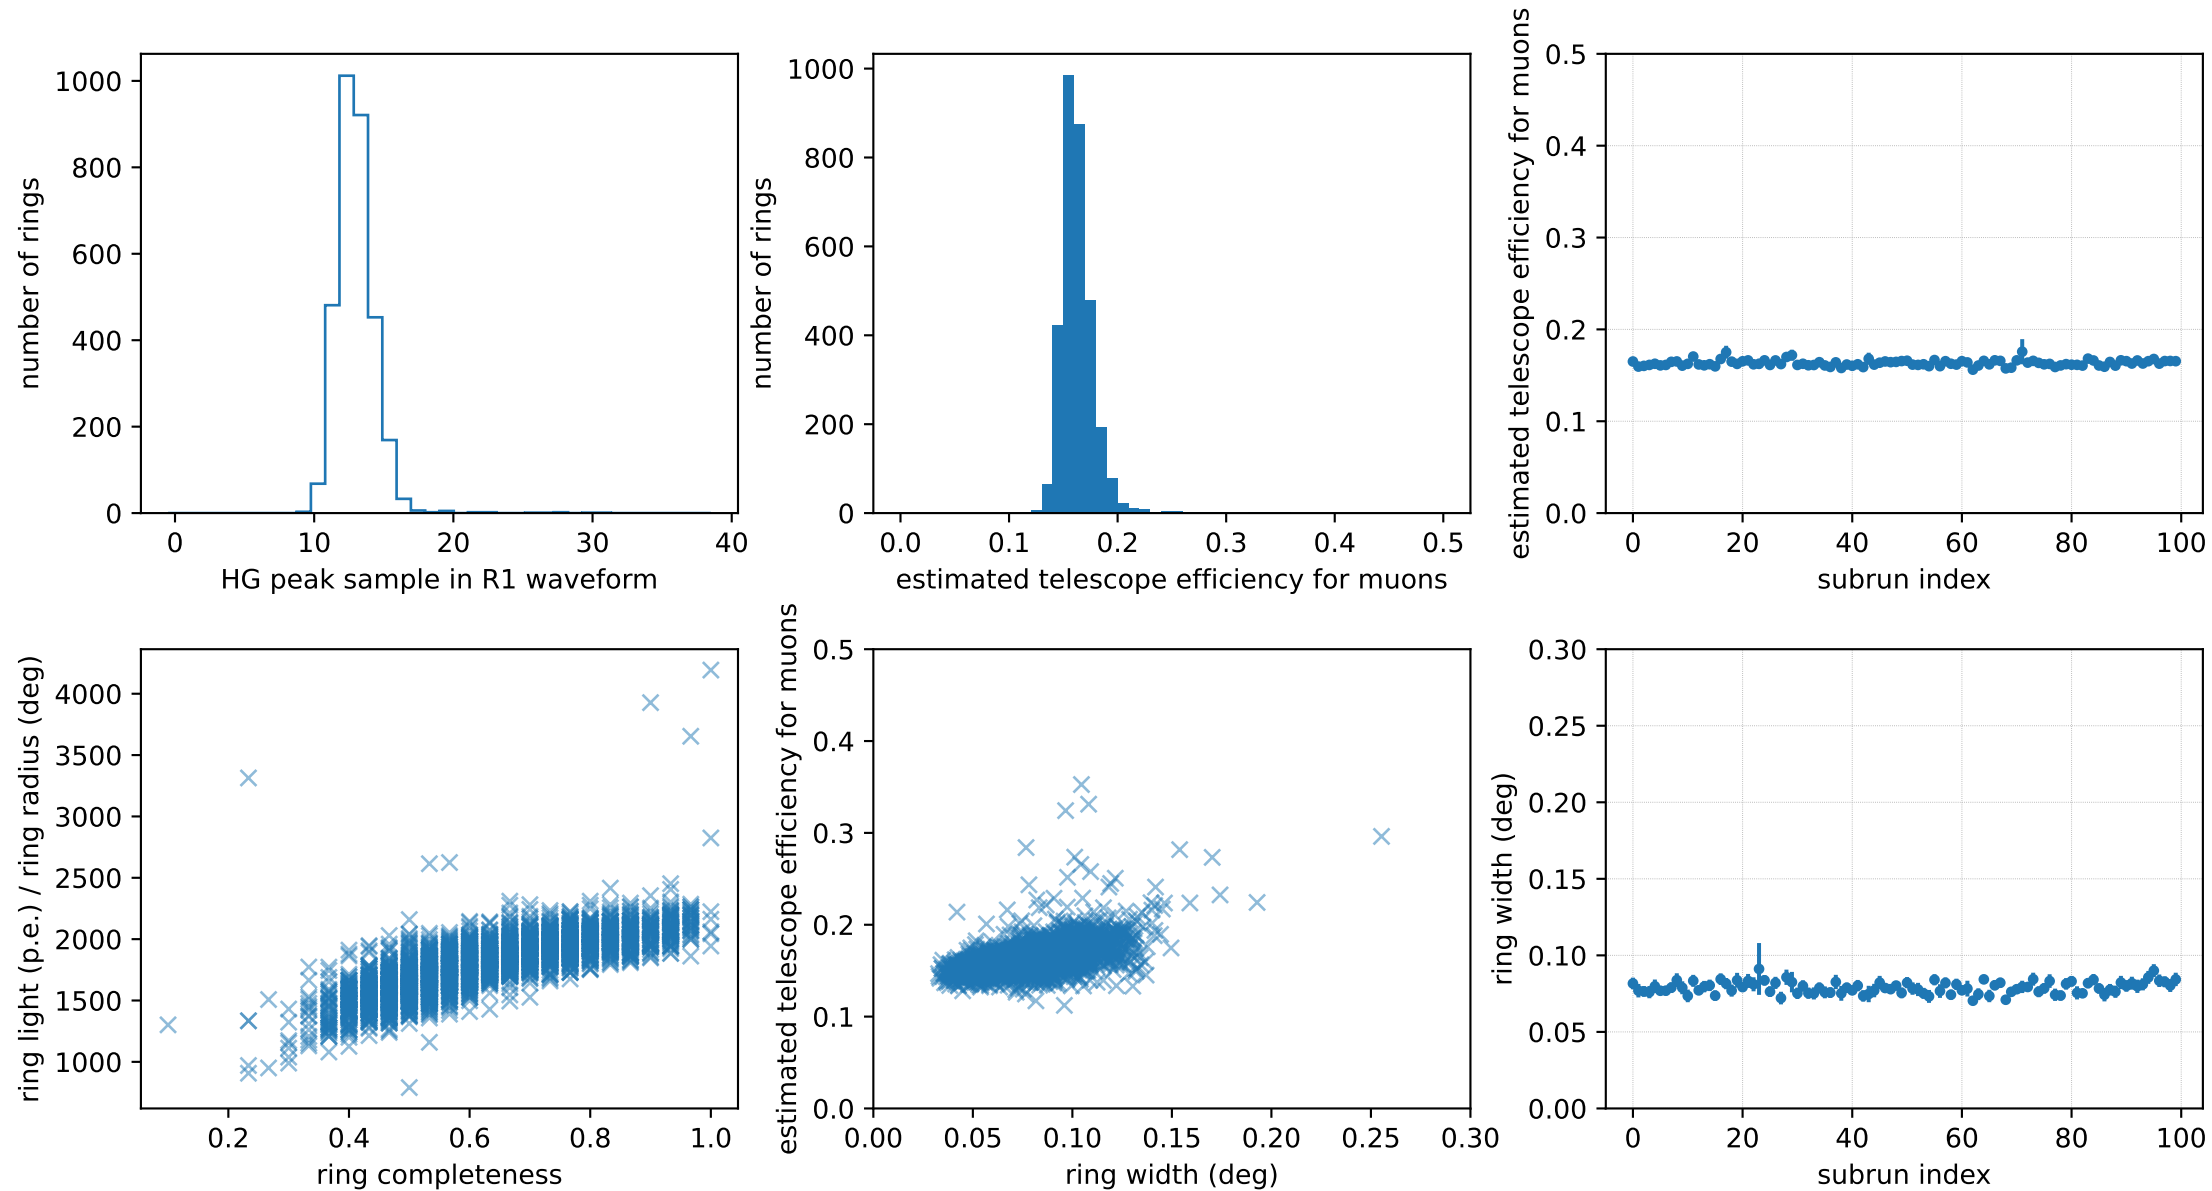 number of rings
1000
800
600
400
200
0
0 10 20 30 40
HG peak sample in R1 waveform
number of rings
1000
800
600
400
200
0
0.0 0.1 0.2 0.3 0.4 0.5
estimated telescope efficiency for muons
estimated telescope efficiency for muons
0.5
0.4
0.3
0.2
0.1
0.0
0 20 40 60 80 100
subrun index
ring light (p.e.) / ring radius (deg)
4000
3500
3000
2500
2000
1500
1000
0.2 0.4 0.6 0.8 1.0
ring completeness
estimated telescope efficiency for muons
0.5
0.4
0.3
0.2
0.1
0.0
0.00 0.05 0.10 0.15 0.20 0.25 0.30
ring width (deg)
ring width (deg)
0.30
0.25
0.20
0.15
0.10
0.05
0.00
0 20 40 60 80 100
subrun index